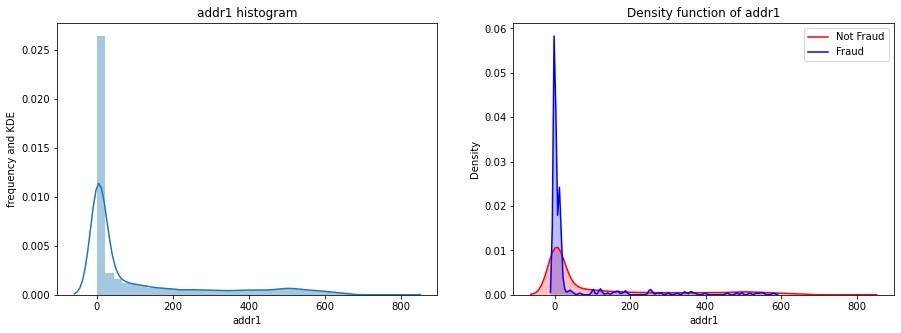 addr1 histogram
frequency and KDE
0.025
0.020
0.015
0.010
0.005
0.000
0
200
400
600
800
addr1
Density function of addr1
Density
0.06
0.05
0.04
0.03
0.02
0.01
0.00
0
200
400
600
800
addr1
Not Fraud
Fraud